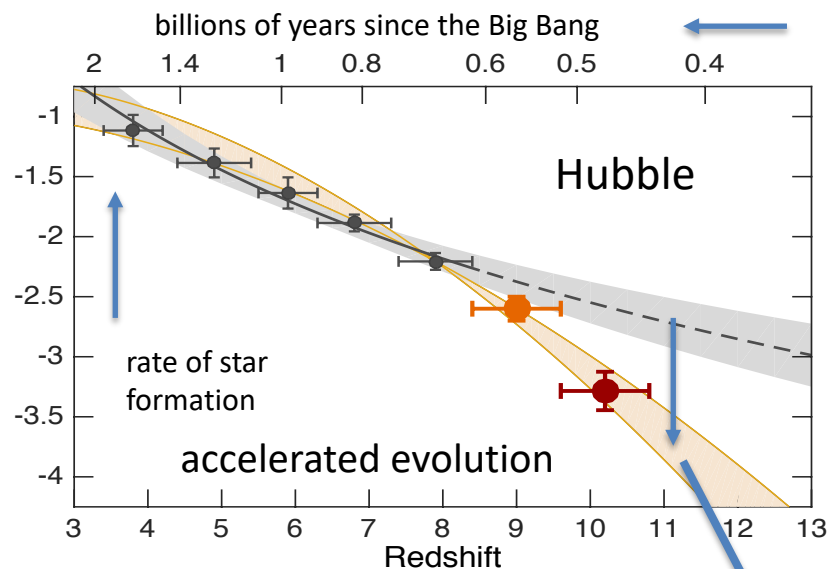 billions of years since the Big Bang
2 1.4 1 0.8 0.6 0.5 0.4
-1
Hubble
-1.5
-2
-2.5
-3
rate of star
formation
-3.5
accelerated evolution
-4
3 4 5 6 7 8 9 10 11 12 13
Redshift